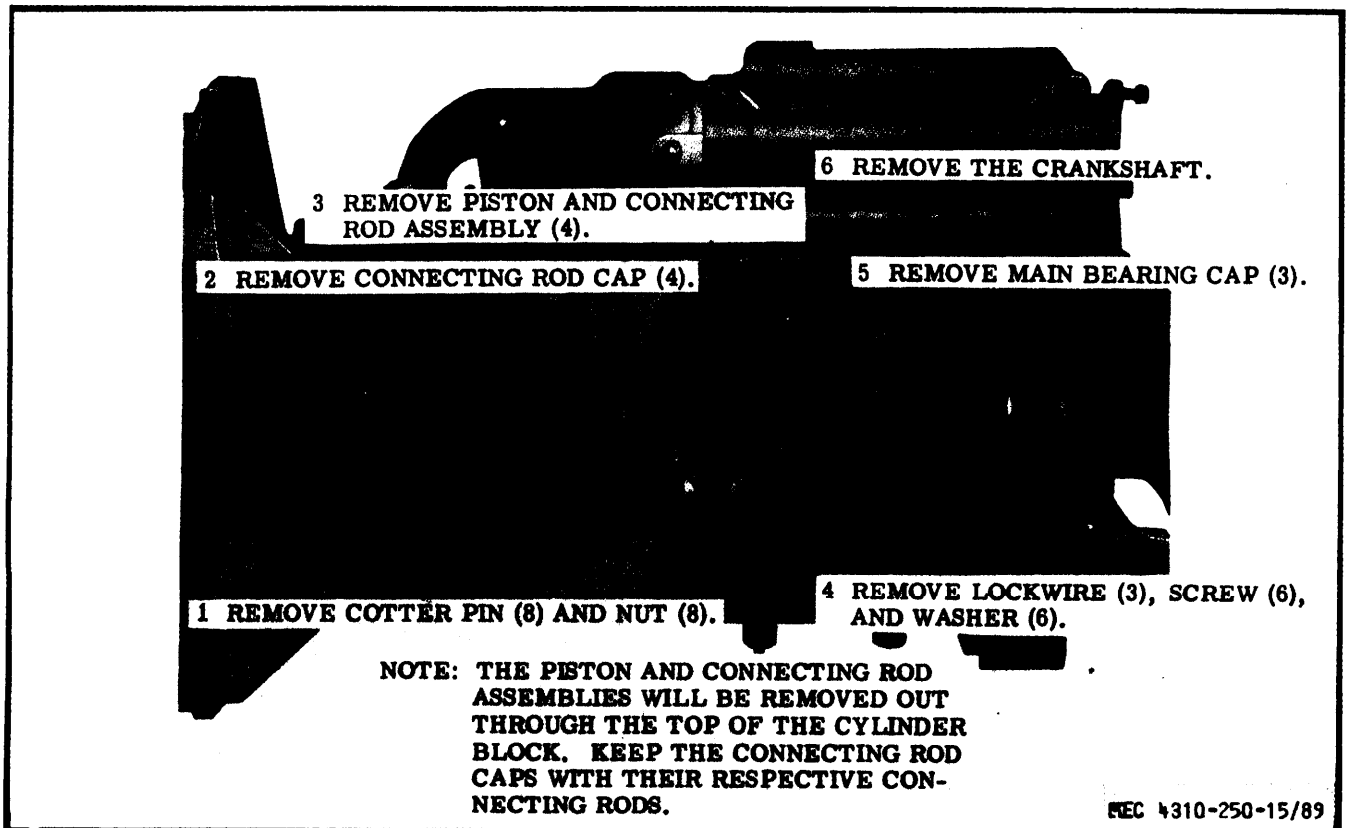 6 REMOVE THE CRANKSHAFT.
3 REMOVE PISTON AND CONNECTING
ROD ASSEMBLY (4).
2 REMOVE CONNECTING ROD CAP (4).
5 REMOVE MAIN BEARING CAP (3).
1 REMOVE COTTER PIN (8) AND NUT (8).
4 REMOVE LOCKWIRE (3), SCREW (6),
AND WASHER (6).
NOTE: THE PISTON AND CONNECTING ROD
ASSEMBLIES WILL BE REMOVED OUT
THROUGH THE TOP OF THE CYLINDER
BLOCK. KEEP THE CONNECTING ROD
CAPS WITH THEIR RESPECTIVE CON-
NECTING RODS.
4310-250-15/89